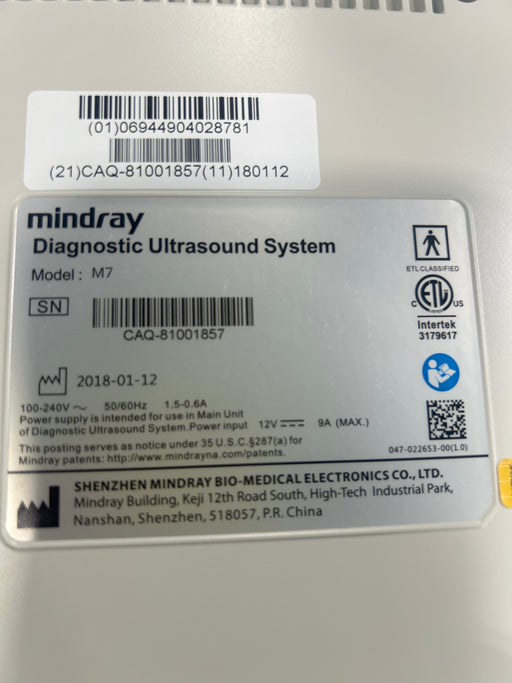 (01)06944904028781
(21)CAQ-81001857(11)180112
mindray
Diagnostic Ultrasound System
Model: M7
ETL CLASSIFIED
SN
C ETL US
Intertek
3179617
CAQ-81001857
2018-01-12
100-240V ~ 50/60Hz 1.5-0.6A
Power supply is intended for use in Main Unit
of Diagnostic Ultrasound System.Power input 12V ⎓ 9A (MAX.)
This posting serves as notice under 35 U.S.C.§287(a) for
Mindray patents: http://www.mindrayna.com/patents.
047-022653-00(1.0)
SHENZHEN MINDRAY BIO-MEDICAL ELECTRONICS CO., LTD.
Mindray Building, Keji 12th Road South, High-Tech Industrial Park,
Nanshan, Shenzhen, 518057, P.R. China